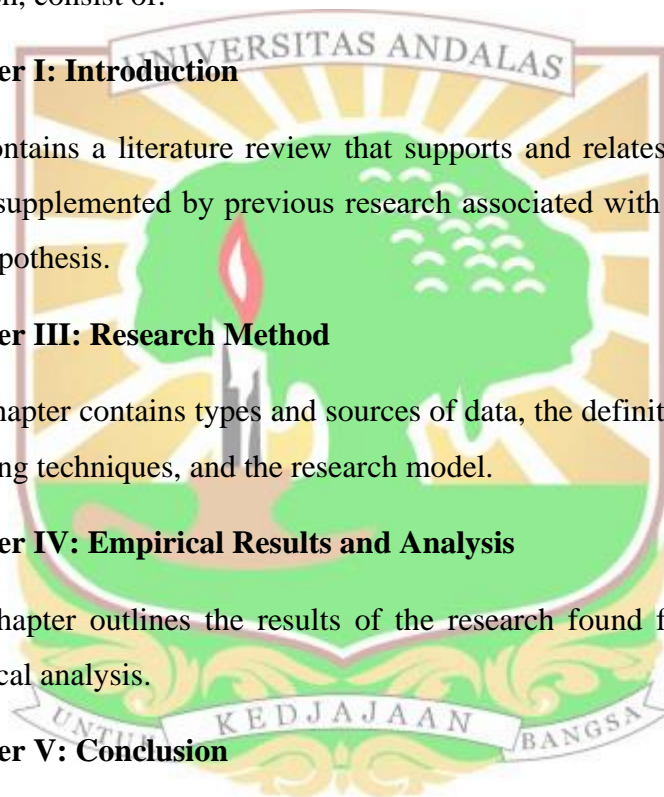 consist of:
UNIVERSITAS ANDALAS
er I: Introduction
ntains a literature review that supports and relates
supplemented by previous research associated with
pothesis.
er III: Research Method
hapter contains types and sources of data, the definit
ng techniques, and the research model.
er IV: Empirical Results and Analysis
hapter outlines the results of the research found f
cal analysis.
UNTUK KEDJAJAAN BANGSA
er V: Conclusion